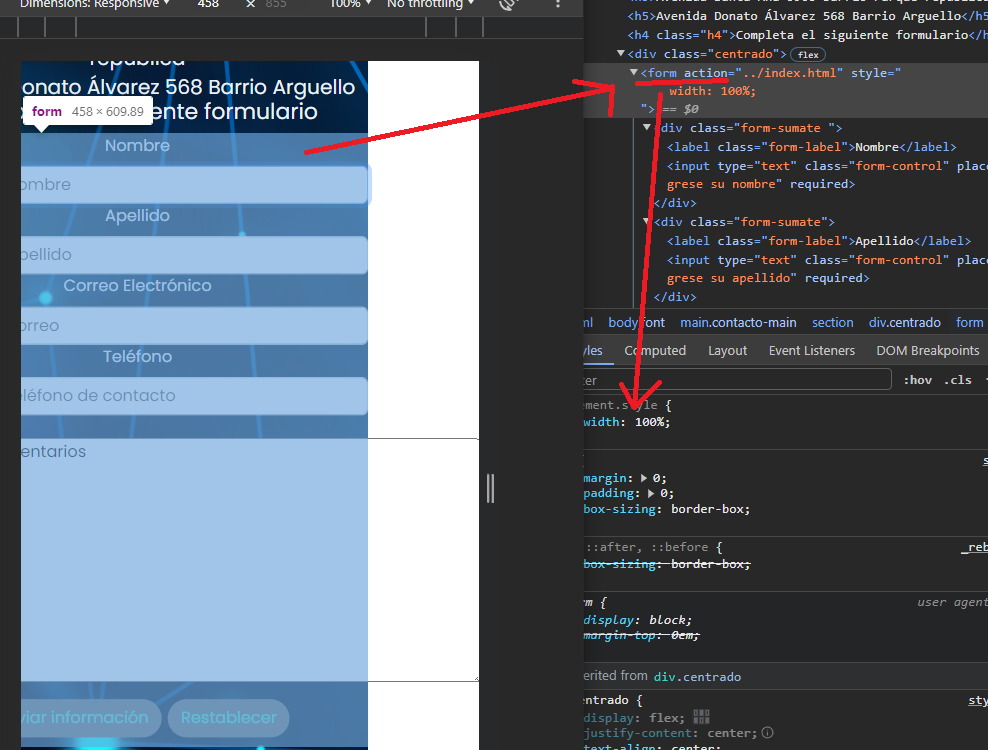 Dimensions: Responsive ▼ 458 × 855 100% ▼ No throttling ▼
república
onato Álvarez 568 Barrio Arguello
ente formulario
form 458 × 609.89
Nombre
ombre
Apellido
pellido
Correo Electrónico
orreo
Teléfono
léfono de contacto
entarios
viar información
Restablecer
<h5>Avenida Donato Álvarez 568 Barrio Arguello</h5
<h4 class="h4">Completa el siguiente formulario</h
▼<div class="centrado"> flex
▼<form action="../index.html" style="
width: 100%;
"> == $0
▼<div class="form-sumate ">
<label class="form-label">Nombre</label>
<input type="text" class="form-control" plac
grese su nombre" required>
</div>
▼<div class="form-sumate">
<label class="form-label">Apellido</label>
<input type="text" class="form-control" plac
grese su apellido" required>
</div>
ml body.font main.contacto-main section div.centrado form
yles Computed Layout Event Listeners DOM Breakpoints
ter :hov .cls
ement.style {
width: 100%;
{ s
margin: ▶ 0;
padding: ▶ 0;
box-sizing: border-box;
::after, ::before { _reb
box-sizing: border-box;
rm { user agent
display: block;
margin-top: 0em;
erited from div.centrado
entrado { sty
display: flex;
justify-content: center;
text-align: center;